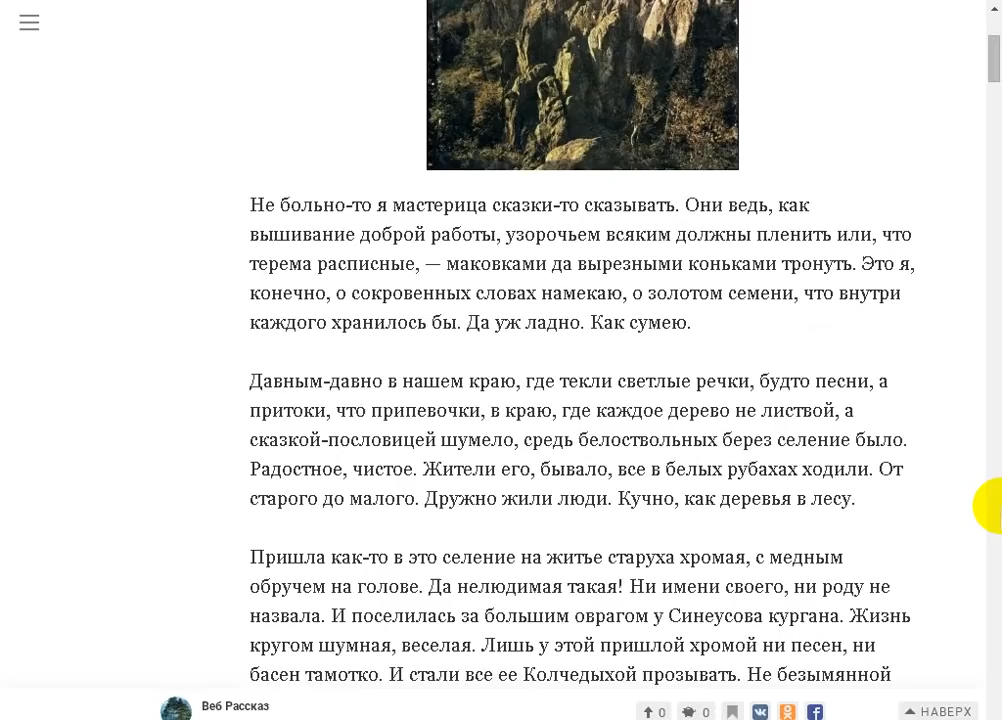 Не больно-то я мастерица сказки-то сказывать. Они ведь, как
вышивание доброй работы, узорочьем всяким должны пленить или, что
терема расписные, — маковками да вырезными коньками тронуть. Это я,
конечно, о сокровенных словах намекаю, о золотом семени, что внутри
каждого хранилось бы. Да уж ладно. Как сумею.
Давным-давно в нашем краю, где текли светлые речки, будто песни, а
притоки, что припевочки, в краю, где каждое дерево не листвой, а
сказкой-пословицей шумело, средь белоствольных берез селение было.
Радостное, чистое. Жители его, бывало, все в белых рубахах ходили. От
старого до малого. Дружно жили люди. Кучно, как деревья в лесу.
Пришла как-то в это селение на житье старуха хромая, с медным
обручем на голове. Да нелюдимая такая! Ни имени своего, ни роду не
назвала. И поселилась за большим оврагом у Синеусова кургана. Жизнь
кругом шумная, веселая. Лишь у этой пришлой хромой ни песен, ни
басен тамотко. И стали все ее Колчедыхой прозывать. Не безымянной
Веб Рассказ
0 0 НАВЕРХ